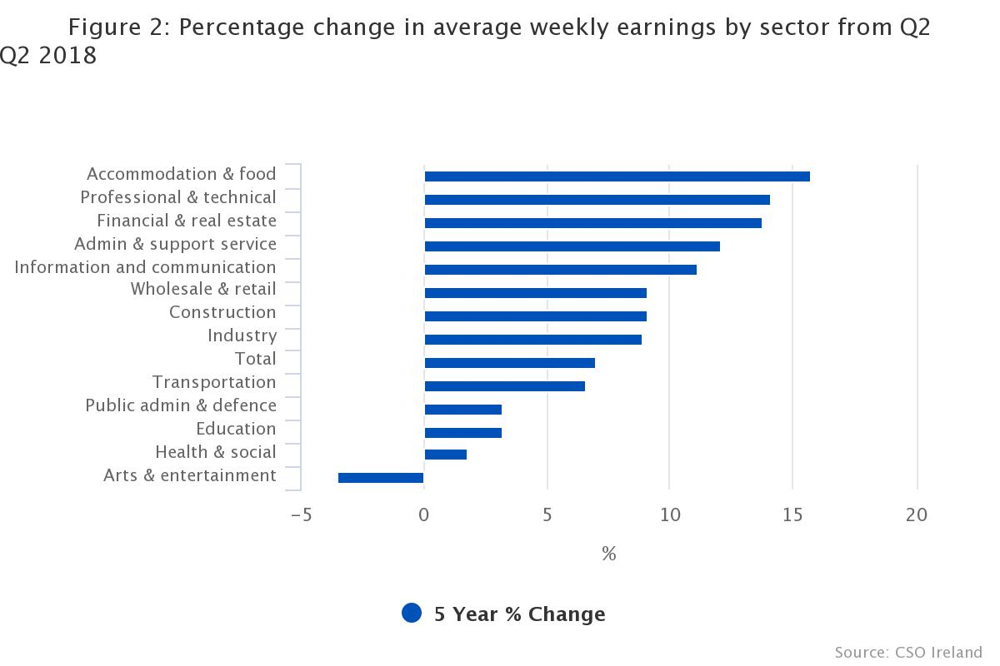 Figure 2: Percentage change in average weekly earnings by sector from Q2
Q2 2018
Accommodation & food
Professional & technical
Financial & real estate
Admin & support service
Information and communication
Wholesale & retail
Construction
Industry
Total
Transportation
Public admin & defence
Education
Health & social
Arts & entertainment
−5 0 5 10 15 20
%
5 Year % Change
Source: CSO Ireland